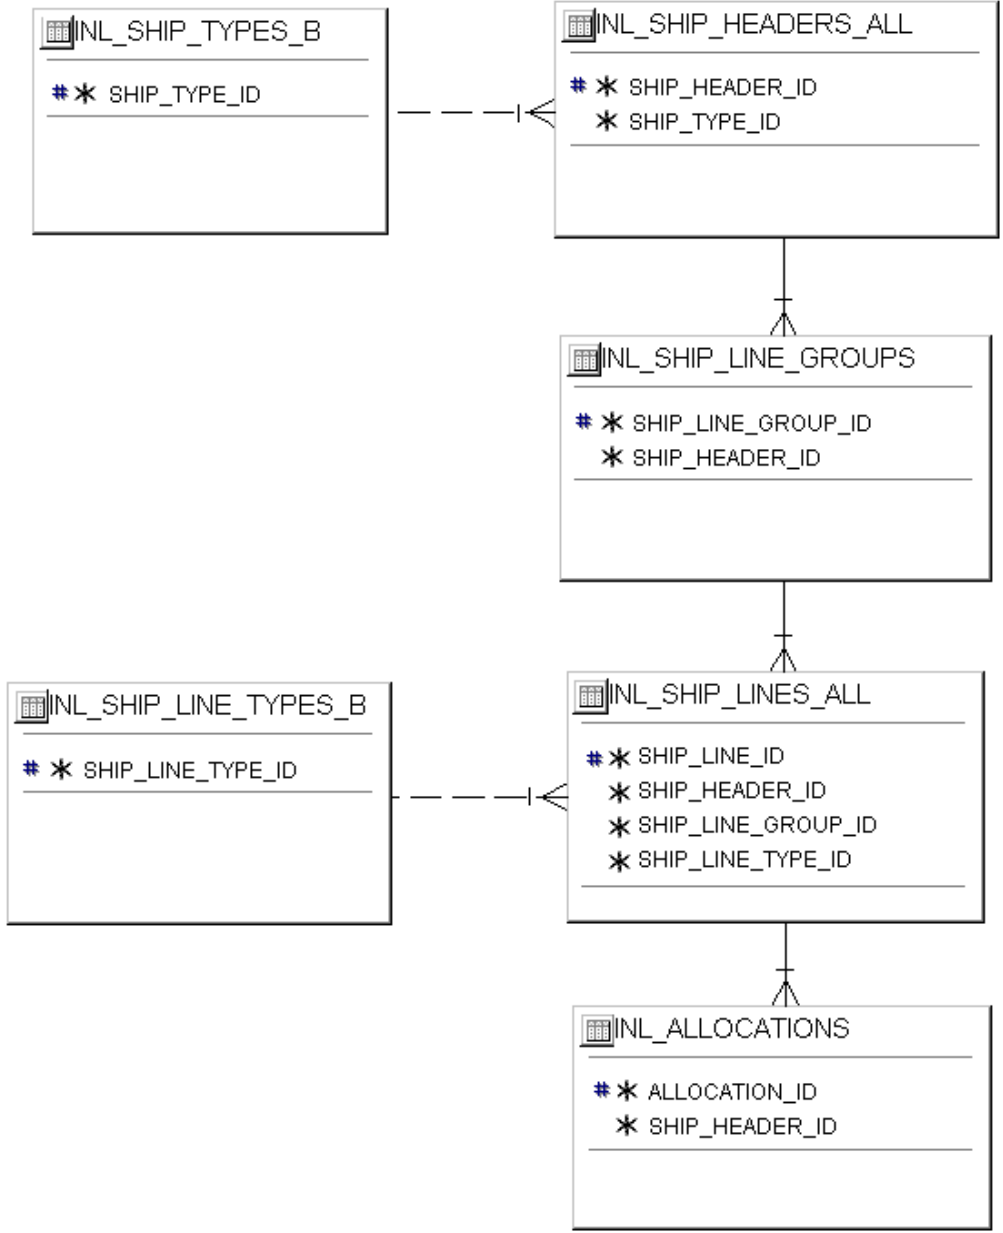 INL_SHIP_TYPES_B
# * SHIP_TYPE_ID
INL_SHIP_HEADERS_ALL
# * SHIP_HEADER_ID
* SHIP_TYPE_ID
INL_SHIP_LINE_GROUPS
# * SHIP_LINE_GROUP_ID
* SHIP_HEADER_ID
INL_SHIP_LINE_TYPES_B
# * SHIP_LINE_TYPE_ID
INL_SHIP_LINES_ALL
# * SHIP_LINE_ID
* SHIP_HEADER_ID
* SHIP_LINE_GROUP_ID
* SHIP_LINE_TYPE_ID
INL_ALLOCATIONS
# * ALLOCATION_ID
* SHIP_HEADER_ID